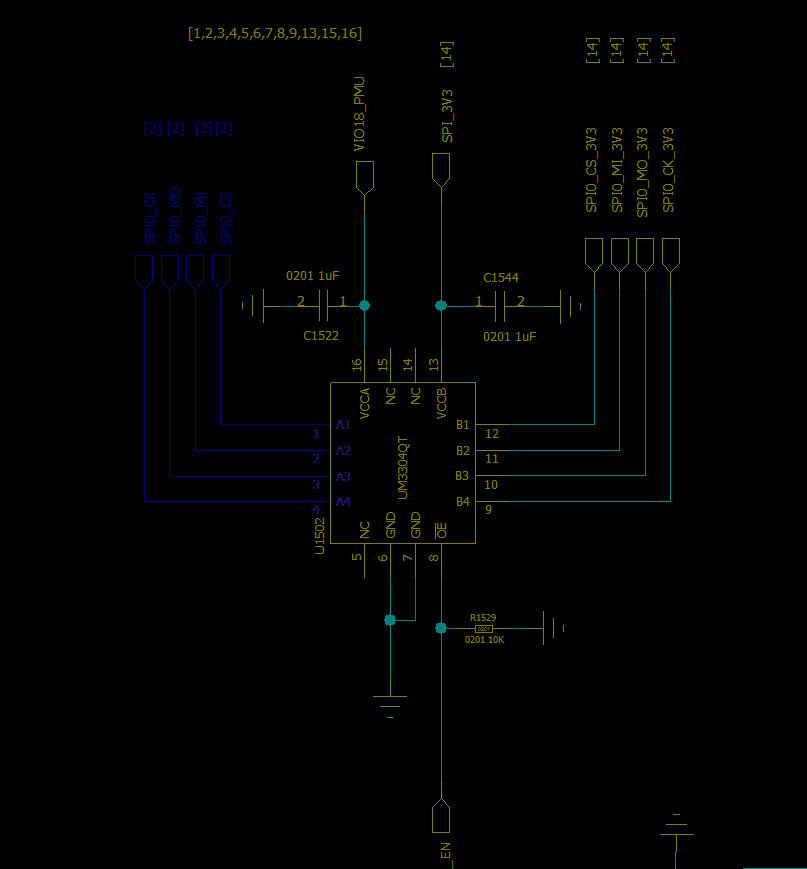 [1,2,3,4,5,6,7,8,9,13,15,16]
[14]
[14] [14] [14] [14]
VIO18_PMU
SPI_3V3
[2] [2] [2] [2]
SPI0_CK
SPI0_MO
SPI0_MI
SPI0_CS
SPI0_CS_3V3
SPI0_MI_3V3
SPI0_MO_3V3
SPI0_CK_3V3
0201 1uF
2 1
C1522
C1544
1 2
0201 1uF
16 15 14 13
VCCA NC NC VCCB
A1 1
A2 2
A3 3
A4 4
B1 12
B2 11
B3 10
B4 9
UM3304QT
U1502
NC GND GND OE
5 6 7 8
R1529
0201
0201 10K
EN